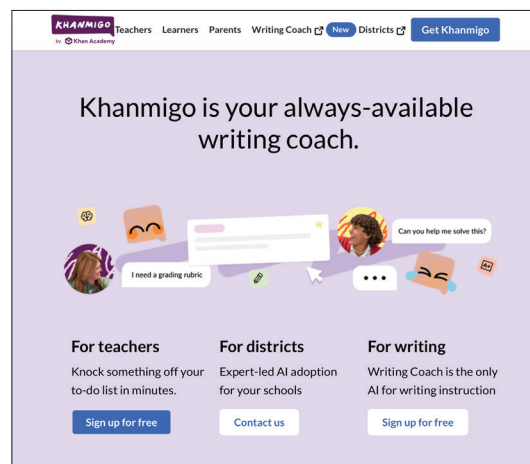 KHANMIGO
by Khan Academy
Teachers Learners Parents Writing Coach New Districts Get Khanmigo
Khanmigo is your always-available
writing coach.
Can you help me solve this?
I need a grading rubric
A+
For teachers
Knock something off your
to-do list in minutes.
Sign up for free
For districts
Expert-led AI adoption
for your schools
Contact us
For writing
Writing Coach is the only
AI for writing instruction
Sign up for free